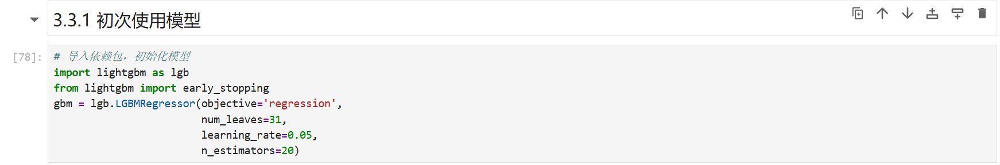 3.3.1 初次使用模型
[78]:
# 导入依赖包，初始化模型
import lightgbm as lgb
from lightgbm import early_stopping
gbm = lgb.LGBMRegressor(objective='regression',
                        num_leaves=31,
                        learning_rate=0.05,
                        n_estimators=20)